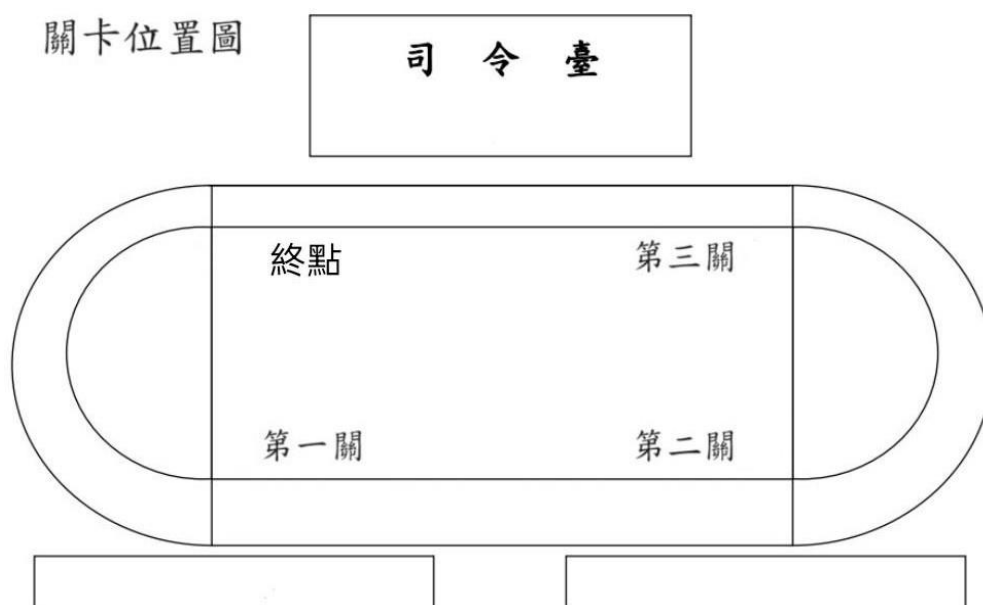 關卡位置圖
司令臺
終點
第三關
第一關
第二關